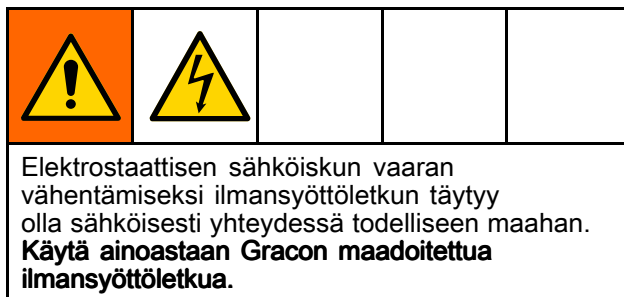 Elektrostaattisen sähköiskun vaaran
vähentämiseksi ilmansyöttöletkun täytyy
olla sähköisesti yhteydessä todelliseen maahan.
Käytä ainoastaan Gracon maadoitettua
ilmansyöttöletkua.